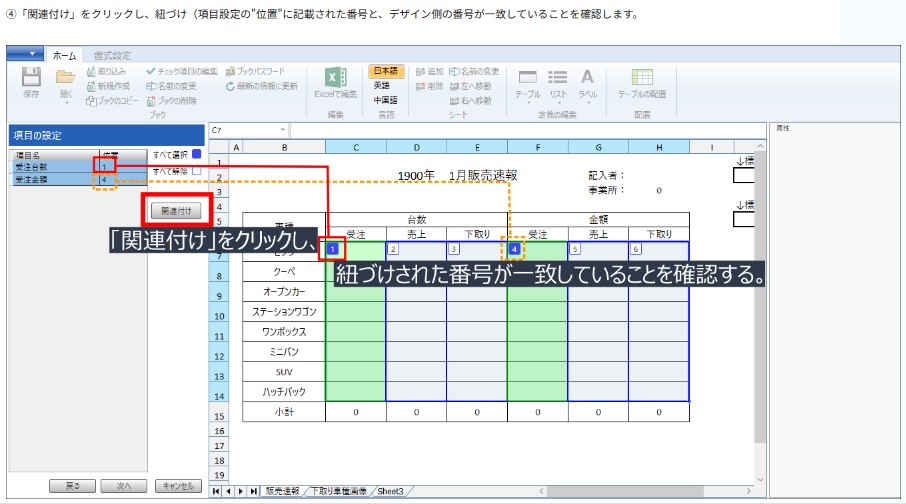 ④「関連付け」をクリックし、紐づけ（項目設定の"位置"に記載された番号と、デザイン側の番号が一致していることを確認します。
ホーム 書式設定
保存 開く 取り込み 新規作成 ブックのコピー チェック項目の編集 名前の変更 ブックの削除 ブックパスワード 最新の情報に更新
ブック
Excelで編集
編集
日本語
英語
中国語
言語
追加 削除 名前の変更 左へ移動 右へ移動
シート
テーブル リスト ラベル
定義の編集
テーブルの配置
配置
項目の設定
項目名 位置
受注台数 1
受注金額 4
すべて選択
すべて解除
関連付け
戻る 次へ キャンセル
C7
A B C D E F G H I
1 ↓標
2 1900年 1月販売速報 記入者：
3 事業所： 0
4 ↓標
5 台数 金額
受注 売上 下取り 受注 売上 下取り
「関連付け」をクリックし、
7 1 2 3 4 5 6
紐づけされた番号が一致していることを確認する。
8 クーペ
9 オープンカー
10 ステーションワゴン
11 ワンボックス
12 ミニバン
13 SUV
14 ハッチバック
15 小計 0 0 0 0 0 0
16
17
18
19
販売速報 下取り車種画像 Sheet3
属性